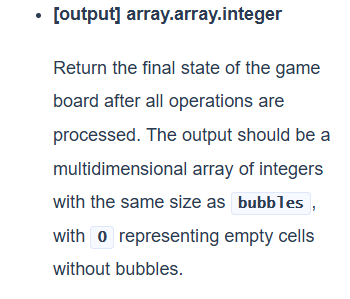 [output] array.array.integer
Return the final state of the game
board after all operations are
processed. The output should be a
multidimensional array of integers
with the same size as bubbles,
with 0 representing empty cells
without bubbles.